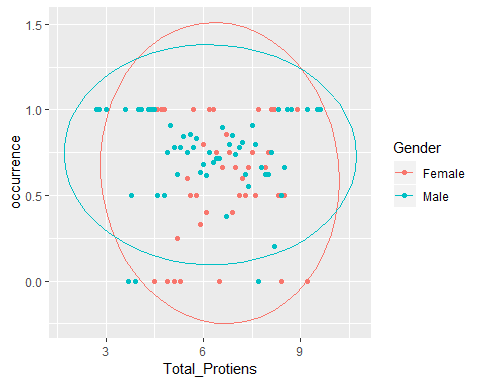 1.5
1.0
0.5
0.0
occurrence
3
6
9
Total_Protiens
Gender
Female
Male